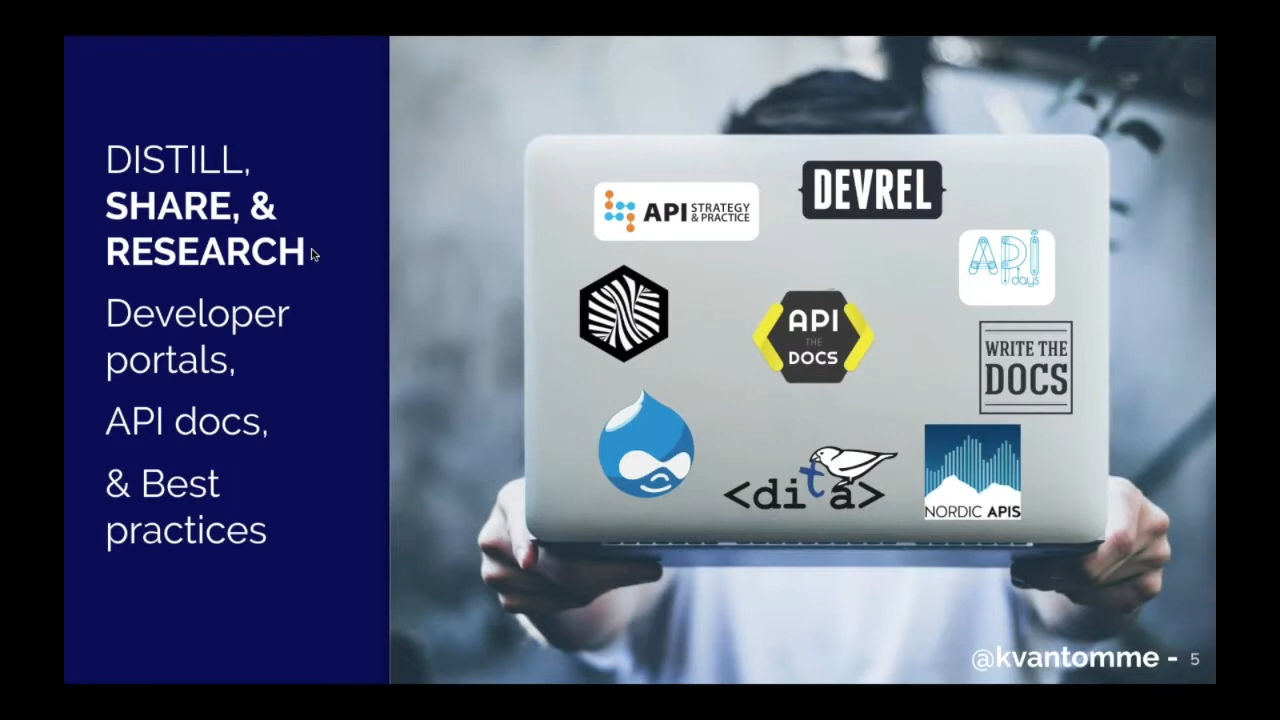 DISTILL,
SHARE, &
RESEARCH
Developer
portals,
API docs,
& Best
practices
API STRATEGY
& PRACTICE
DEVREL
API
days
API
THE
DOCS
WRITE THE
DOCS
<dita>
NORDIC APIS
@kvantomme - 5